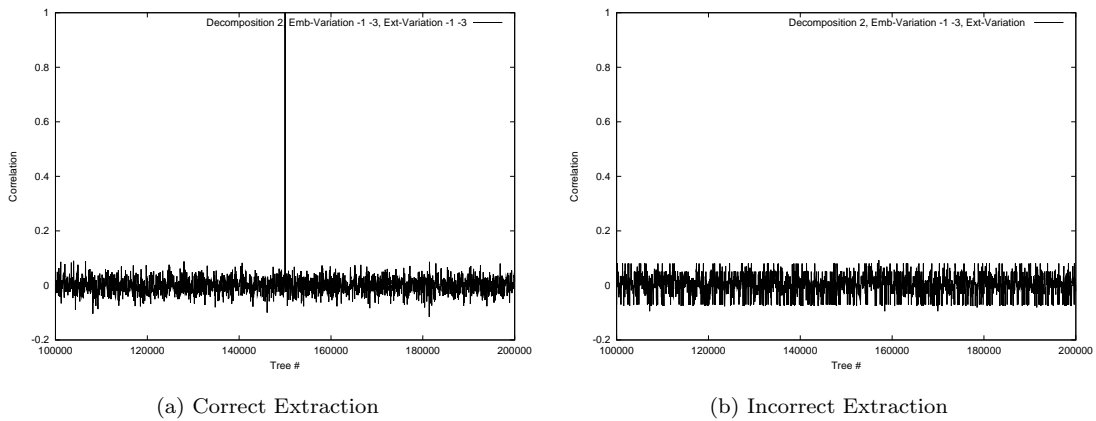 Decomposition 2, Emb-Variation -1 -3, Ext-Variation -1 -3
1
0.8
0.6
0.4
0.2
0
-0.2
Correlation
100000 120000 140000 160000 180000 200000
Tree #
(a) Correct Extraction
Decomposition 2, Emb-Variation -1 -3, Ext-Variation
1
0.8
0.6
0.4
0.2
0
-0.2
Correlation
100000 120000 140000 160000 180000 200000
Tree #
(b) Incorrect Extraction